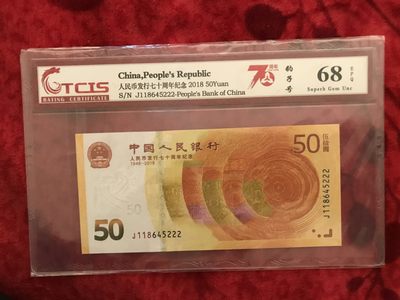 TCIS
RATING CERTIFICATE
China,People's Republic
人民币发行七十周年纪念 2018 50Yuan
S/N J118645222-People's Bank of China
70
豹子号
68
EPQ
Superb Gem Unc
中国人民银行
人民币发行七十周年纪念
1948-2018
50
伍拾圆
50
50
J118645222
J118645222